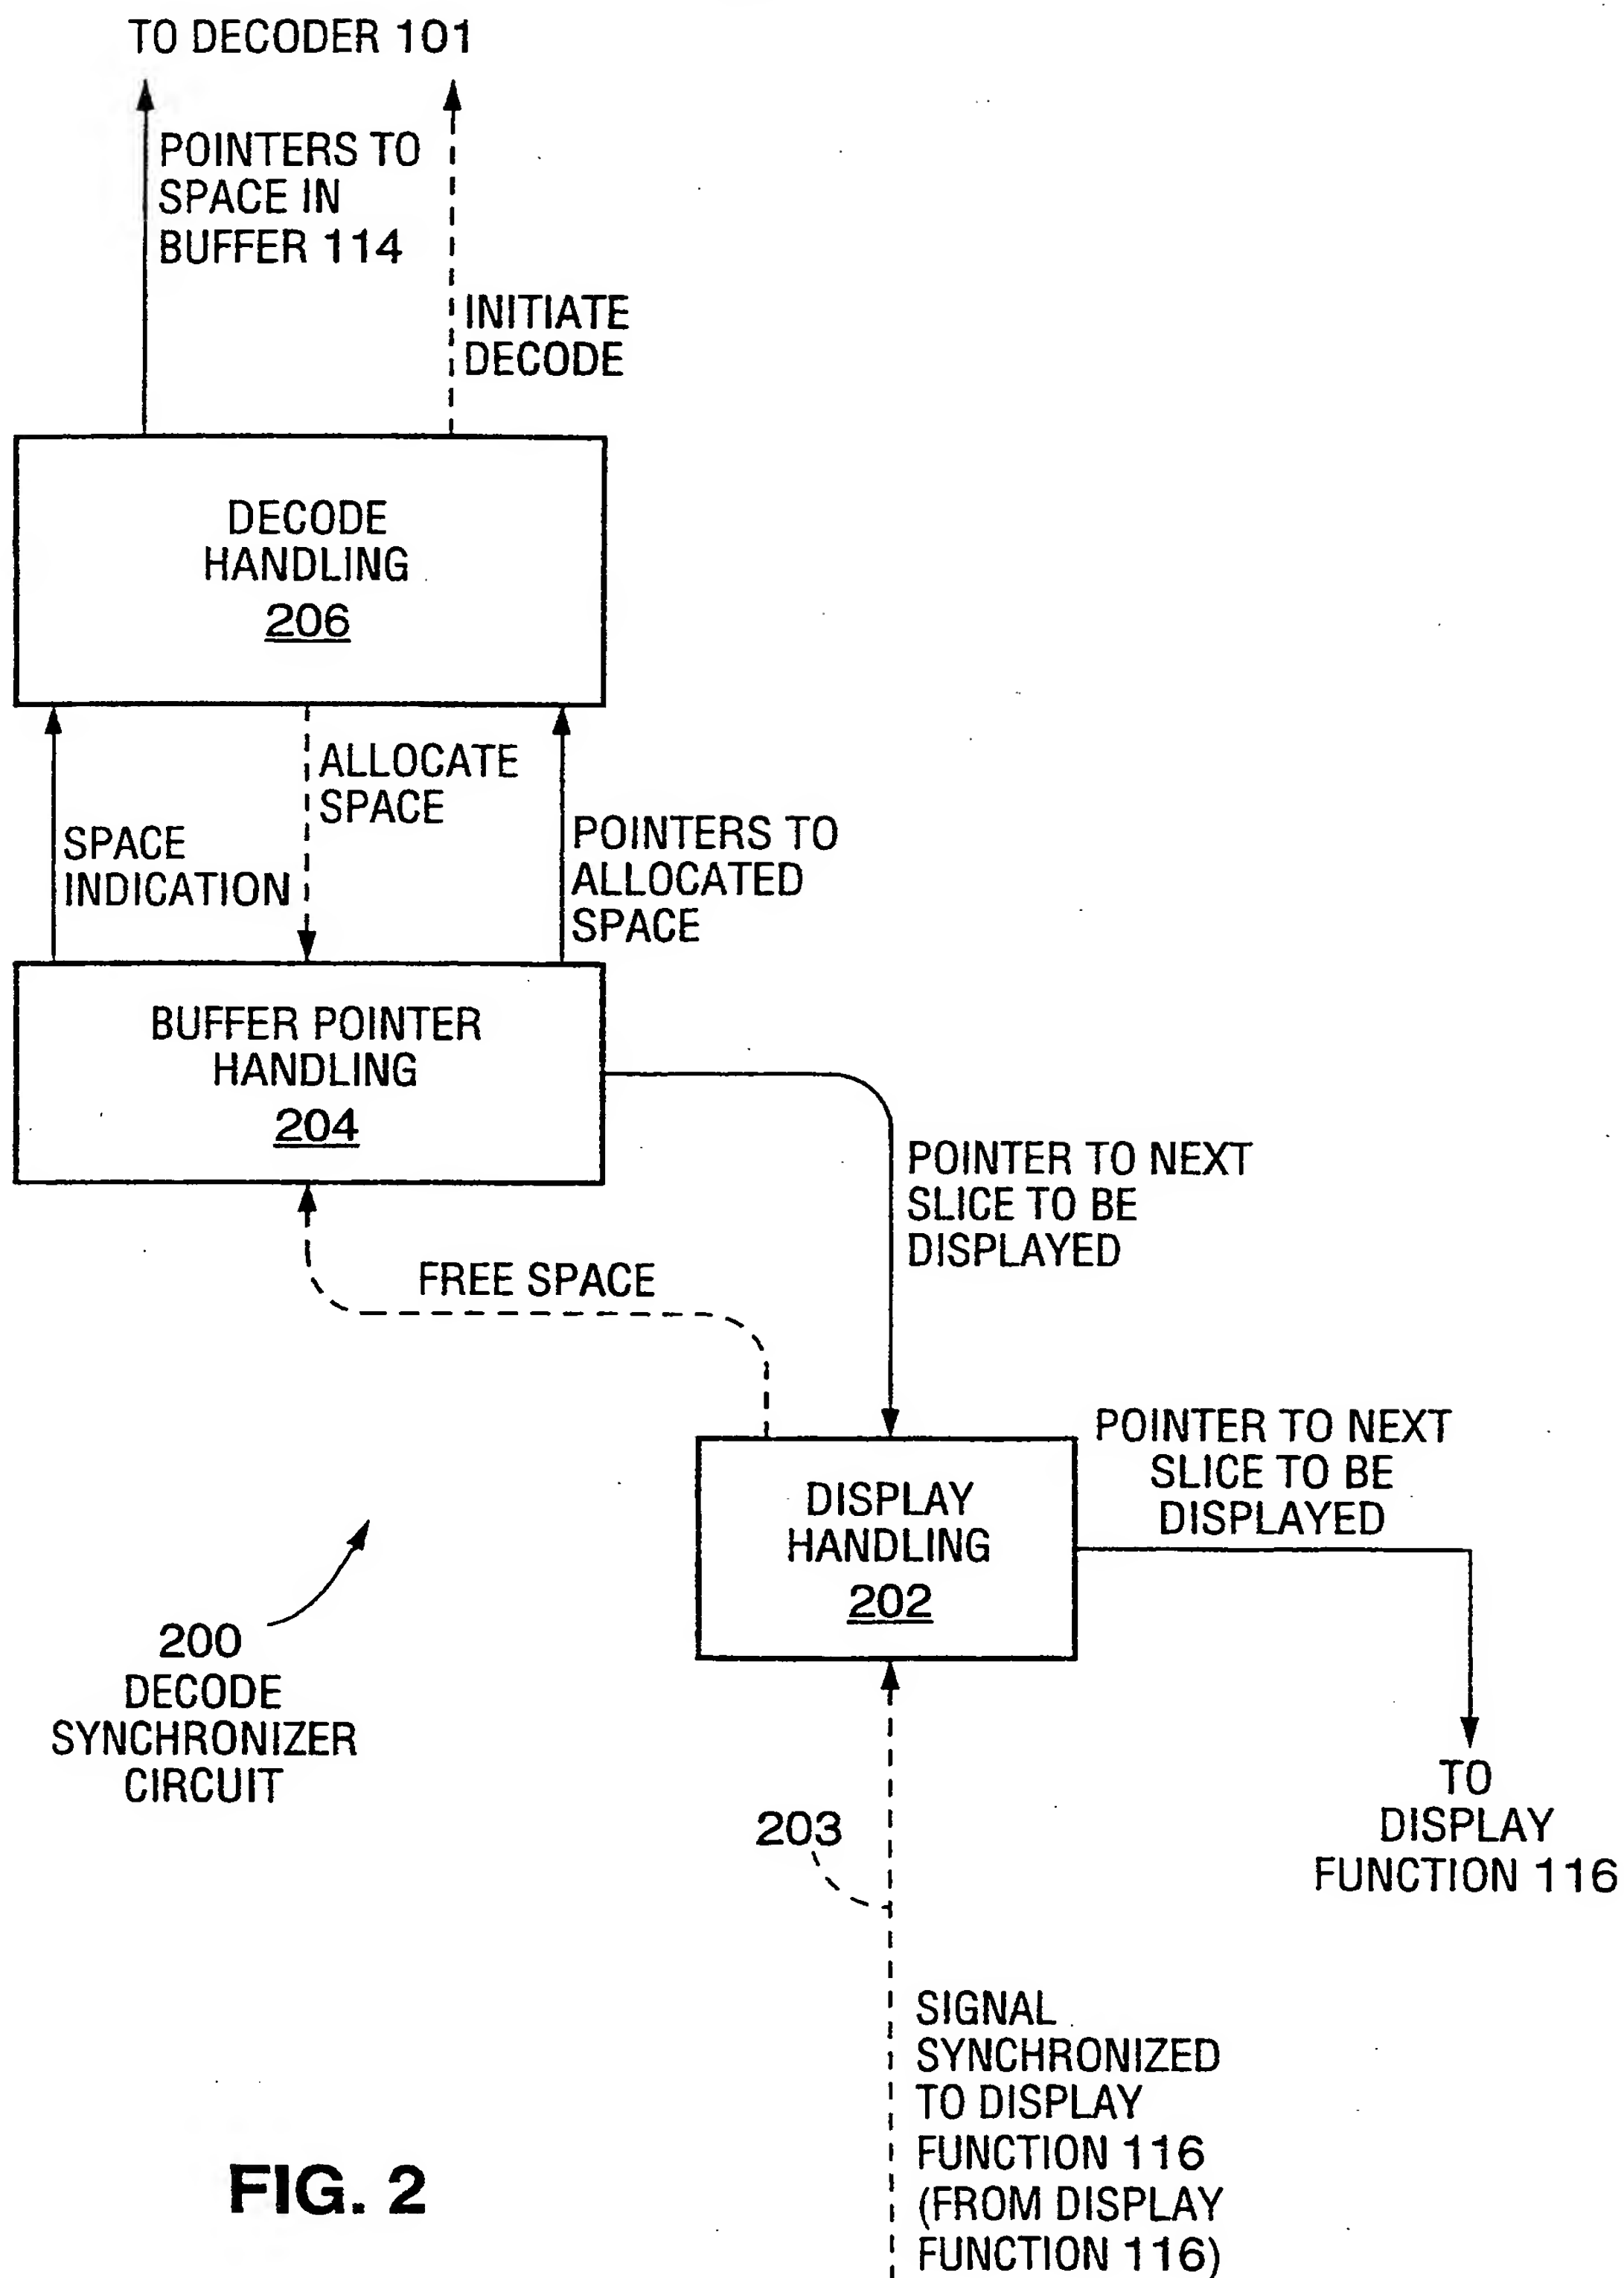 TO DECODER 101
POINTERS TO
SPACE IN
BUFFER 114
INITIATE
DECODE
DECODE
HANDLING
206
ALLOCATE
SPACE
SPACE
INDICATION
POINTERS TO
ALLOCATED
SPACE
BUFFER POINTER
HANDLING
204
POINTER TO NEXT
SLICE TO BE
DISPLAYED
FREE SPACE
POINTER TO NEXT
SLICE TO BE
DISPLAYED
DISPLAY
HANDLING
202
200
DECODE
SYNCHRONIZER
CIRCUIT
TO
DISPLAY
FUNCTION 116
203
SIGNAL
SYNCHRONIZED
TO DISPLAY
FUNCTION 116
(FROM DISPLAY
FUNCTION 116)
FIG. 2